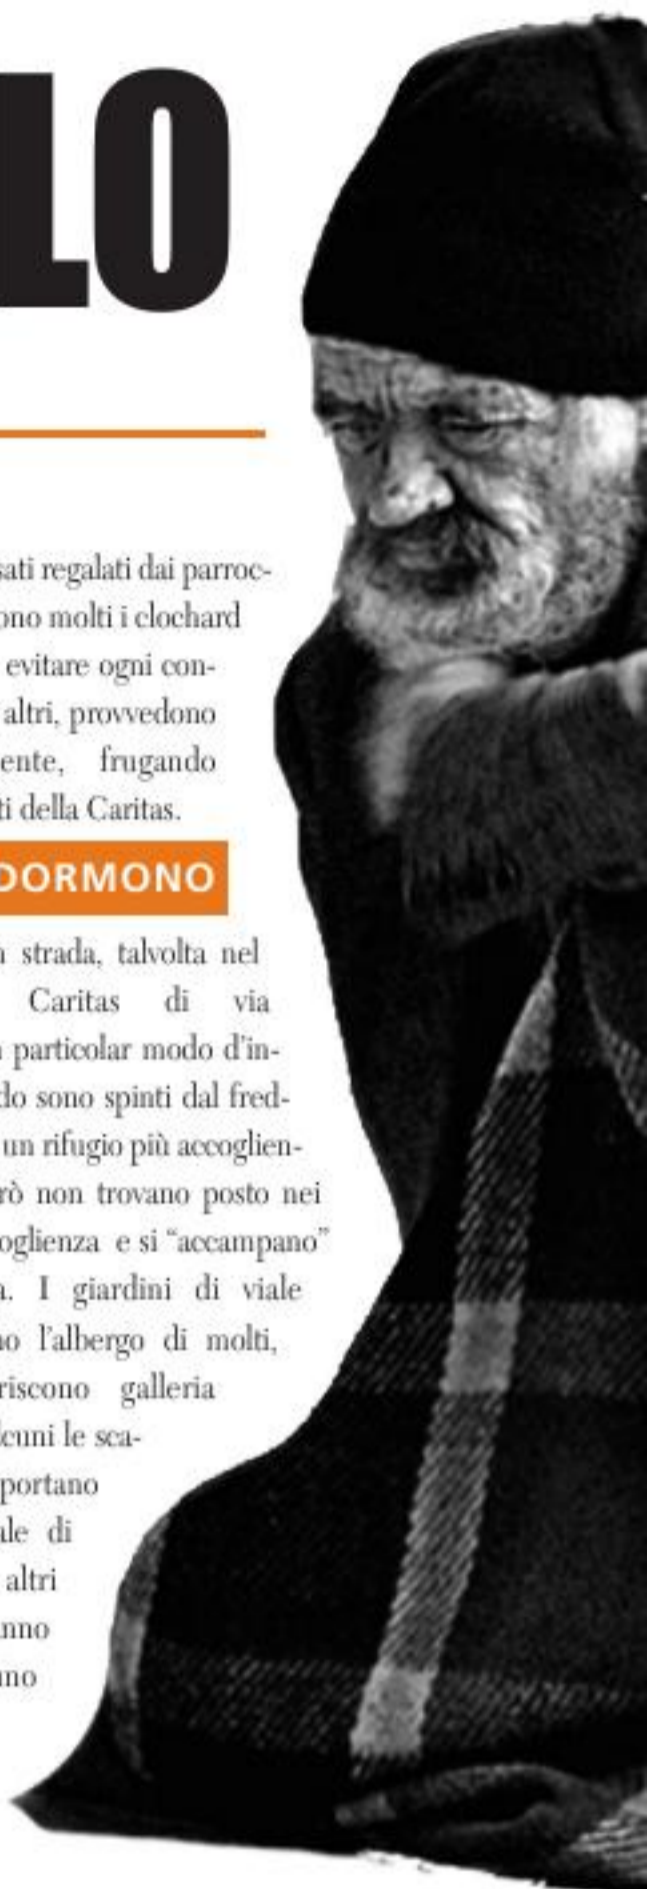 LO
sati regalati dai parroc-
ono molti i clochard
evitare ogni con-
altri, provvedono
ente, frugando
ti della Caritas.
DORMONO
strada, talvolta nel
Caritas di via
particolar modo d'in-
do sono spinti dal fred-
un rifugio più accoglien-
rò non trovano posto nei
oglienza e si “accampano”
a. I giardini di viale
no l'albergo di molti,
riscono galleria
lcuni le sca-
portano
ale di
altri
anno
uno